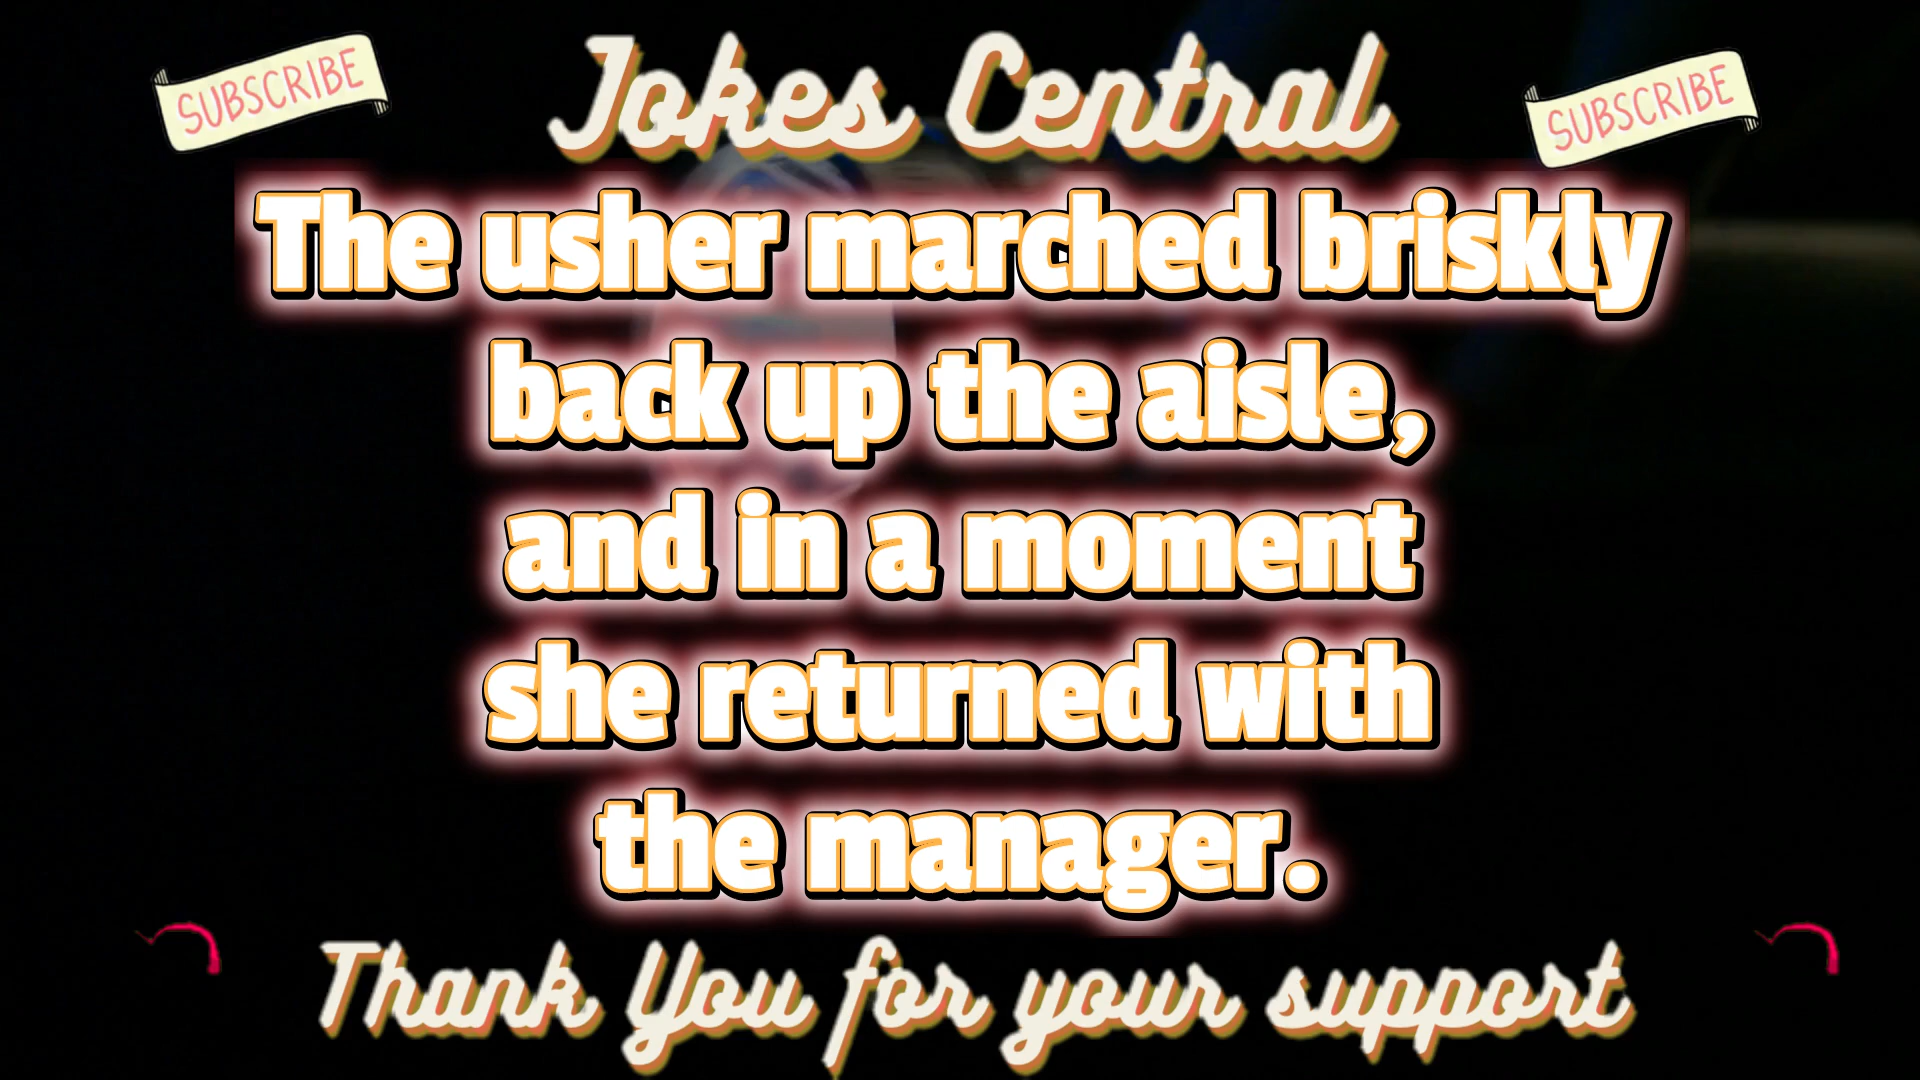 Jokes Central
SUBSCRIBE
SUBSCRIBE
The usher marched briskly
back up the aisle,
and in a moment
she returned with
the manager.
Thank You for your support